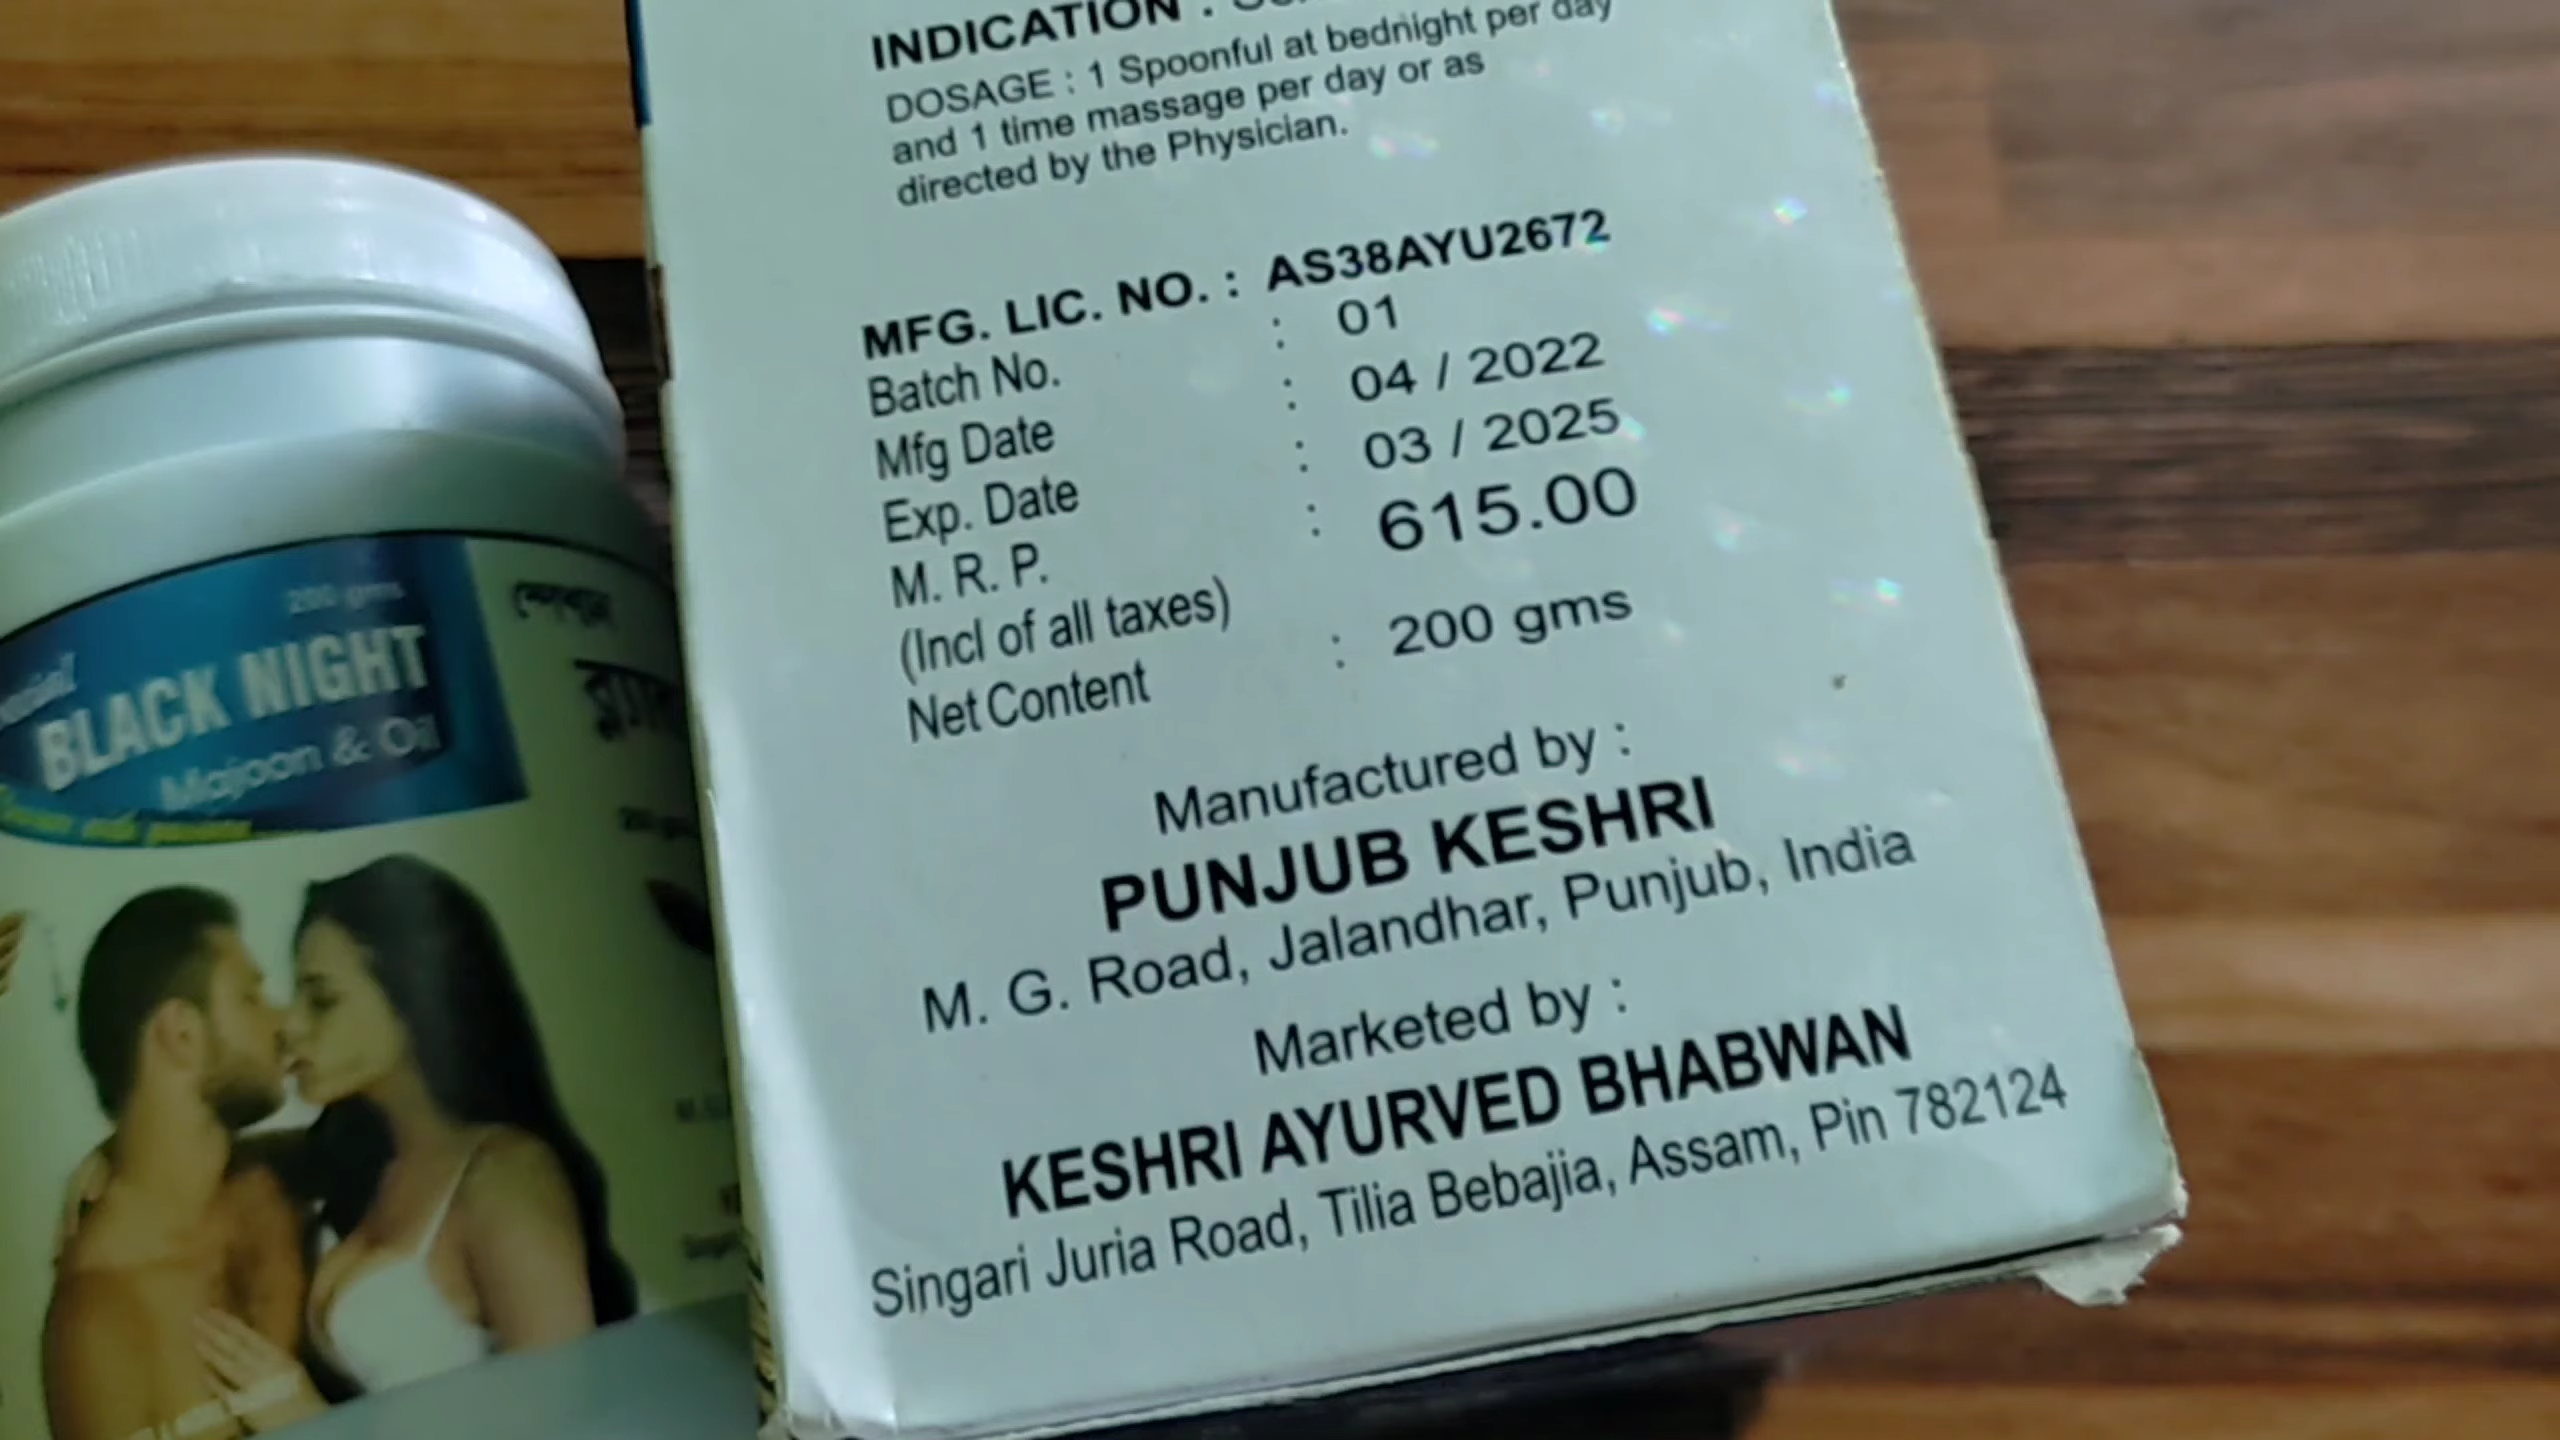 INDICATION :
DOSAGE : 1 Spoonful at bednight per day
and 1 time massage per day or as
directed by the Physician.
MFG. LIC. NO. : AS38AYU2672
Batch No. : 01
Mfg Date : 04 / 2022
Exp. Date : 03 / 2025
M. R. P. : 615.00
(Incl of all taxes)
Net Content : 200 gms
Manufactured by :
PUNJUB KESHRI
M. G. Road, Jalandhar, Punjub, India
Marketed by :
KESHRI AYURVED BHABWAN
Singari Juria Road, Tilia Bebajia, Assam, Pin 782124
200 gms
BLACK NIGHT
Majoon & Oil